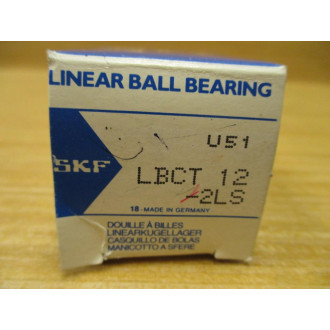 LINEAR BALL BEARING
U51
SKF
LBCT 12
-2LS
18-MADE IN GERMANY
DOUILLE À BILLES
LINEARKUGELLAGER
CASQUILLO DE BOLAS
MANICOTTO A SFERE